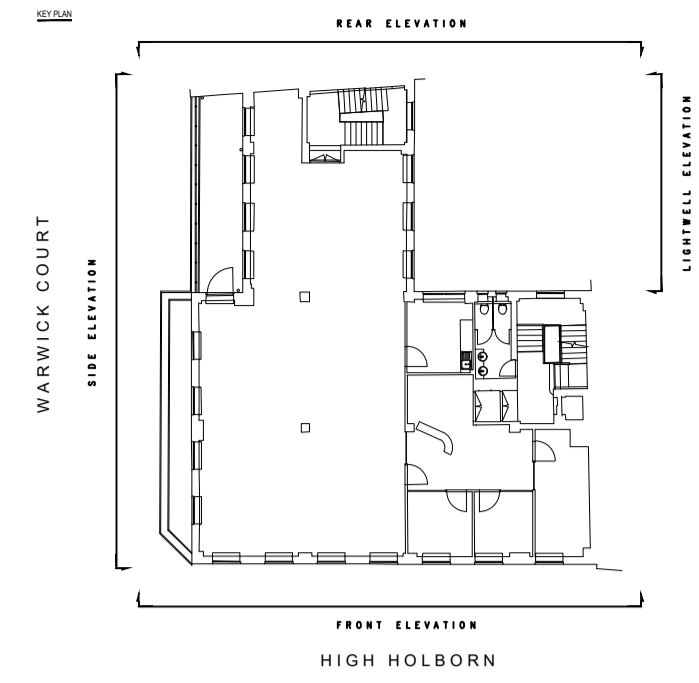 KEY PLAN
REAR ELEVATION
LIGHTWELL ELEVATION
WARWICK COURT
SIDE ELEVATION
FRONT ELEVATION
HIGH HOLBORN